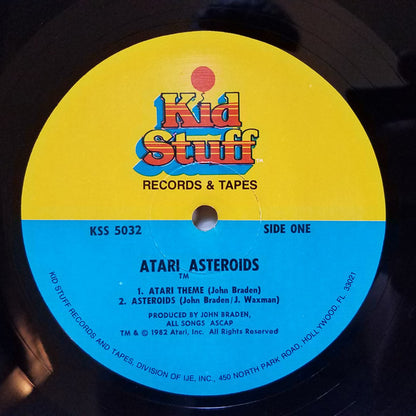 Kid
Stuff
RECORDS & TAPES
KSS 5032
SIDE ONE
ATARI ASTEROIDS
TM
1. ATARI THEME (John Braden)
2. ASTEROIDS (John Braden/J. Waxman)
PRODUCED BY JOHN BRADEN,
ALL SONGS ASCAP
TM & © 1982 Atari, Inc. All Rights Reserved
KID STUFF RECORDS AND TAPES, DIVISION OF IJE, INC., 450 NORTH PARK ROAD, HOLLYWOOD, FL 33021